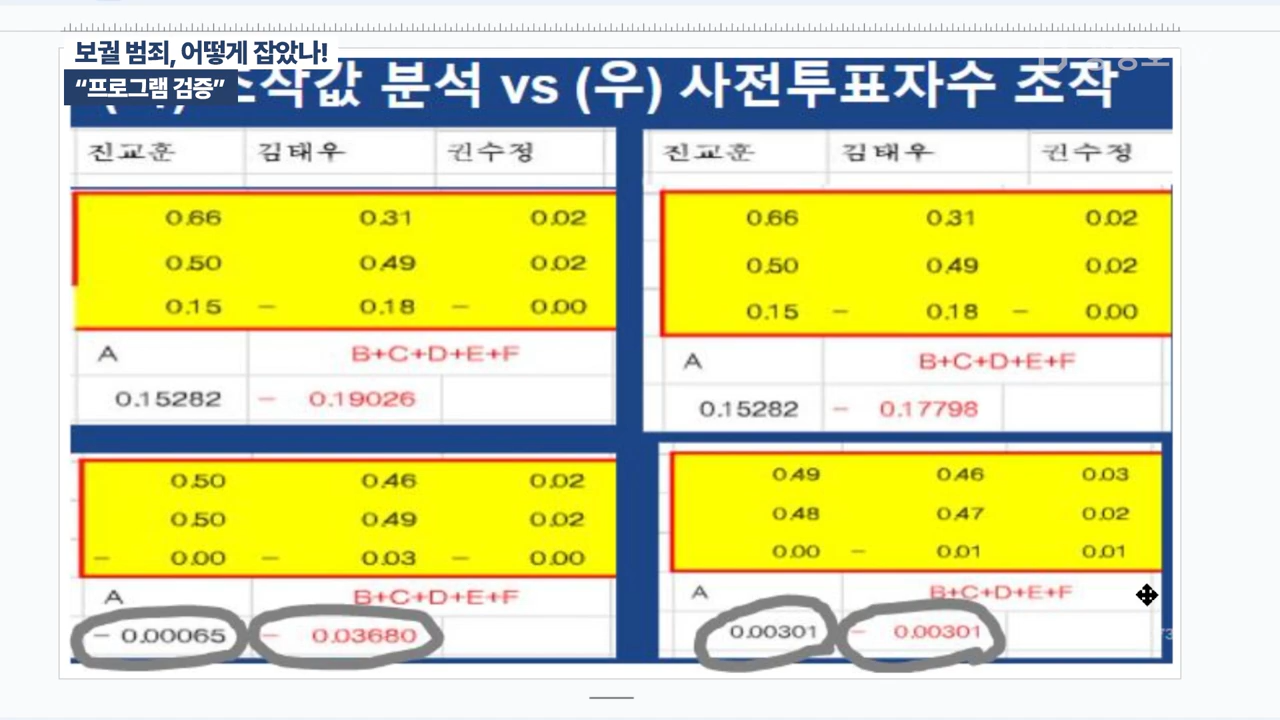 보궐 범죄, 어떻게 잡았나!
“프로그램 검증”
조작값 분석 vs (우) 사전투표자수 조작
진교훈 김태우 권수정
0.66 0.31 0.02
0.50 0.49 0.02
0.15 - 0.18 - 0.00
A B+C+D+E+F
0.15282 - 0.19026
0.50 0.46 0.02
0.50 0.49 0.02
- 0.00 - 0.03 - 0.00
A B+C+D+E+F
- 0.00065 - 0.03680
진교훈 김태우 권수정
0.66 0.31 0.02
0.50 0.49 0.02
0.15 - 0.18 - 0.00
A B+C+D+E+F
0.15282 - 0.17798
0.49 0.46 0.03
0.48 0.47 0.02
0.00 - 0.01 0.01
A B+C+D+E+F
0.00301 - 0.00301